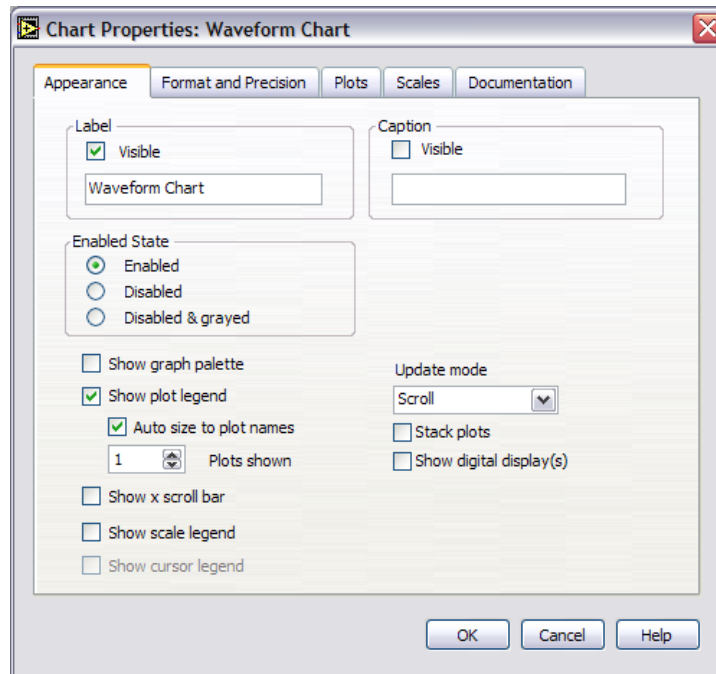 Chart Properties: Waveform Chart
Appearance Format and Precision Plots Scales Documentation
Label
Visible
Waveform Chart
Caption
Visible
Enabled State
Enabled
Disabled
Disabled & grayed
Show graph palette
Show plot legend
Auto size to plot names
1 Plots shown
Show x scroll bar
Show scale legend
Show cursor legend
Update mode
Scroll
Stack plots
Show digital display(s)
OK Cancel Help